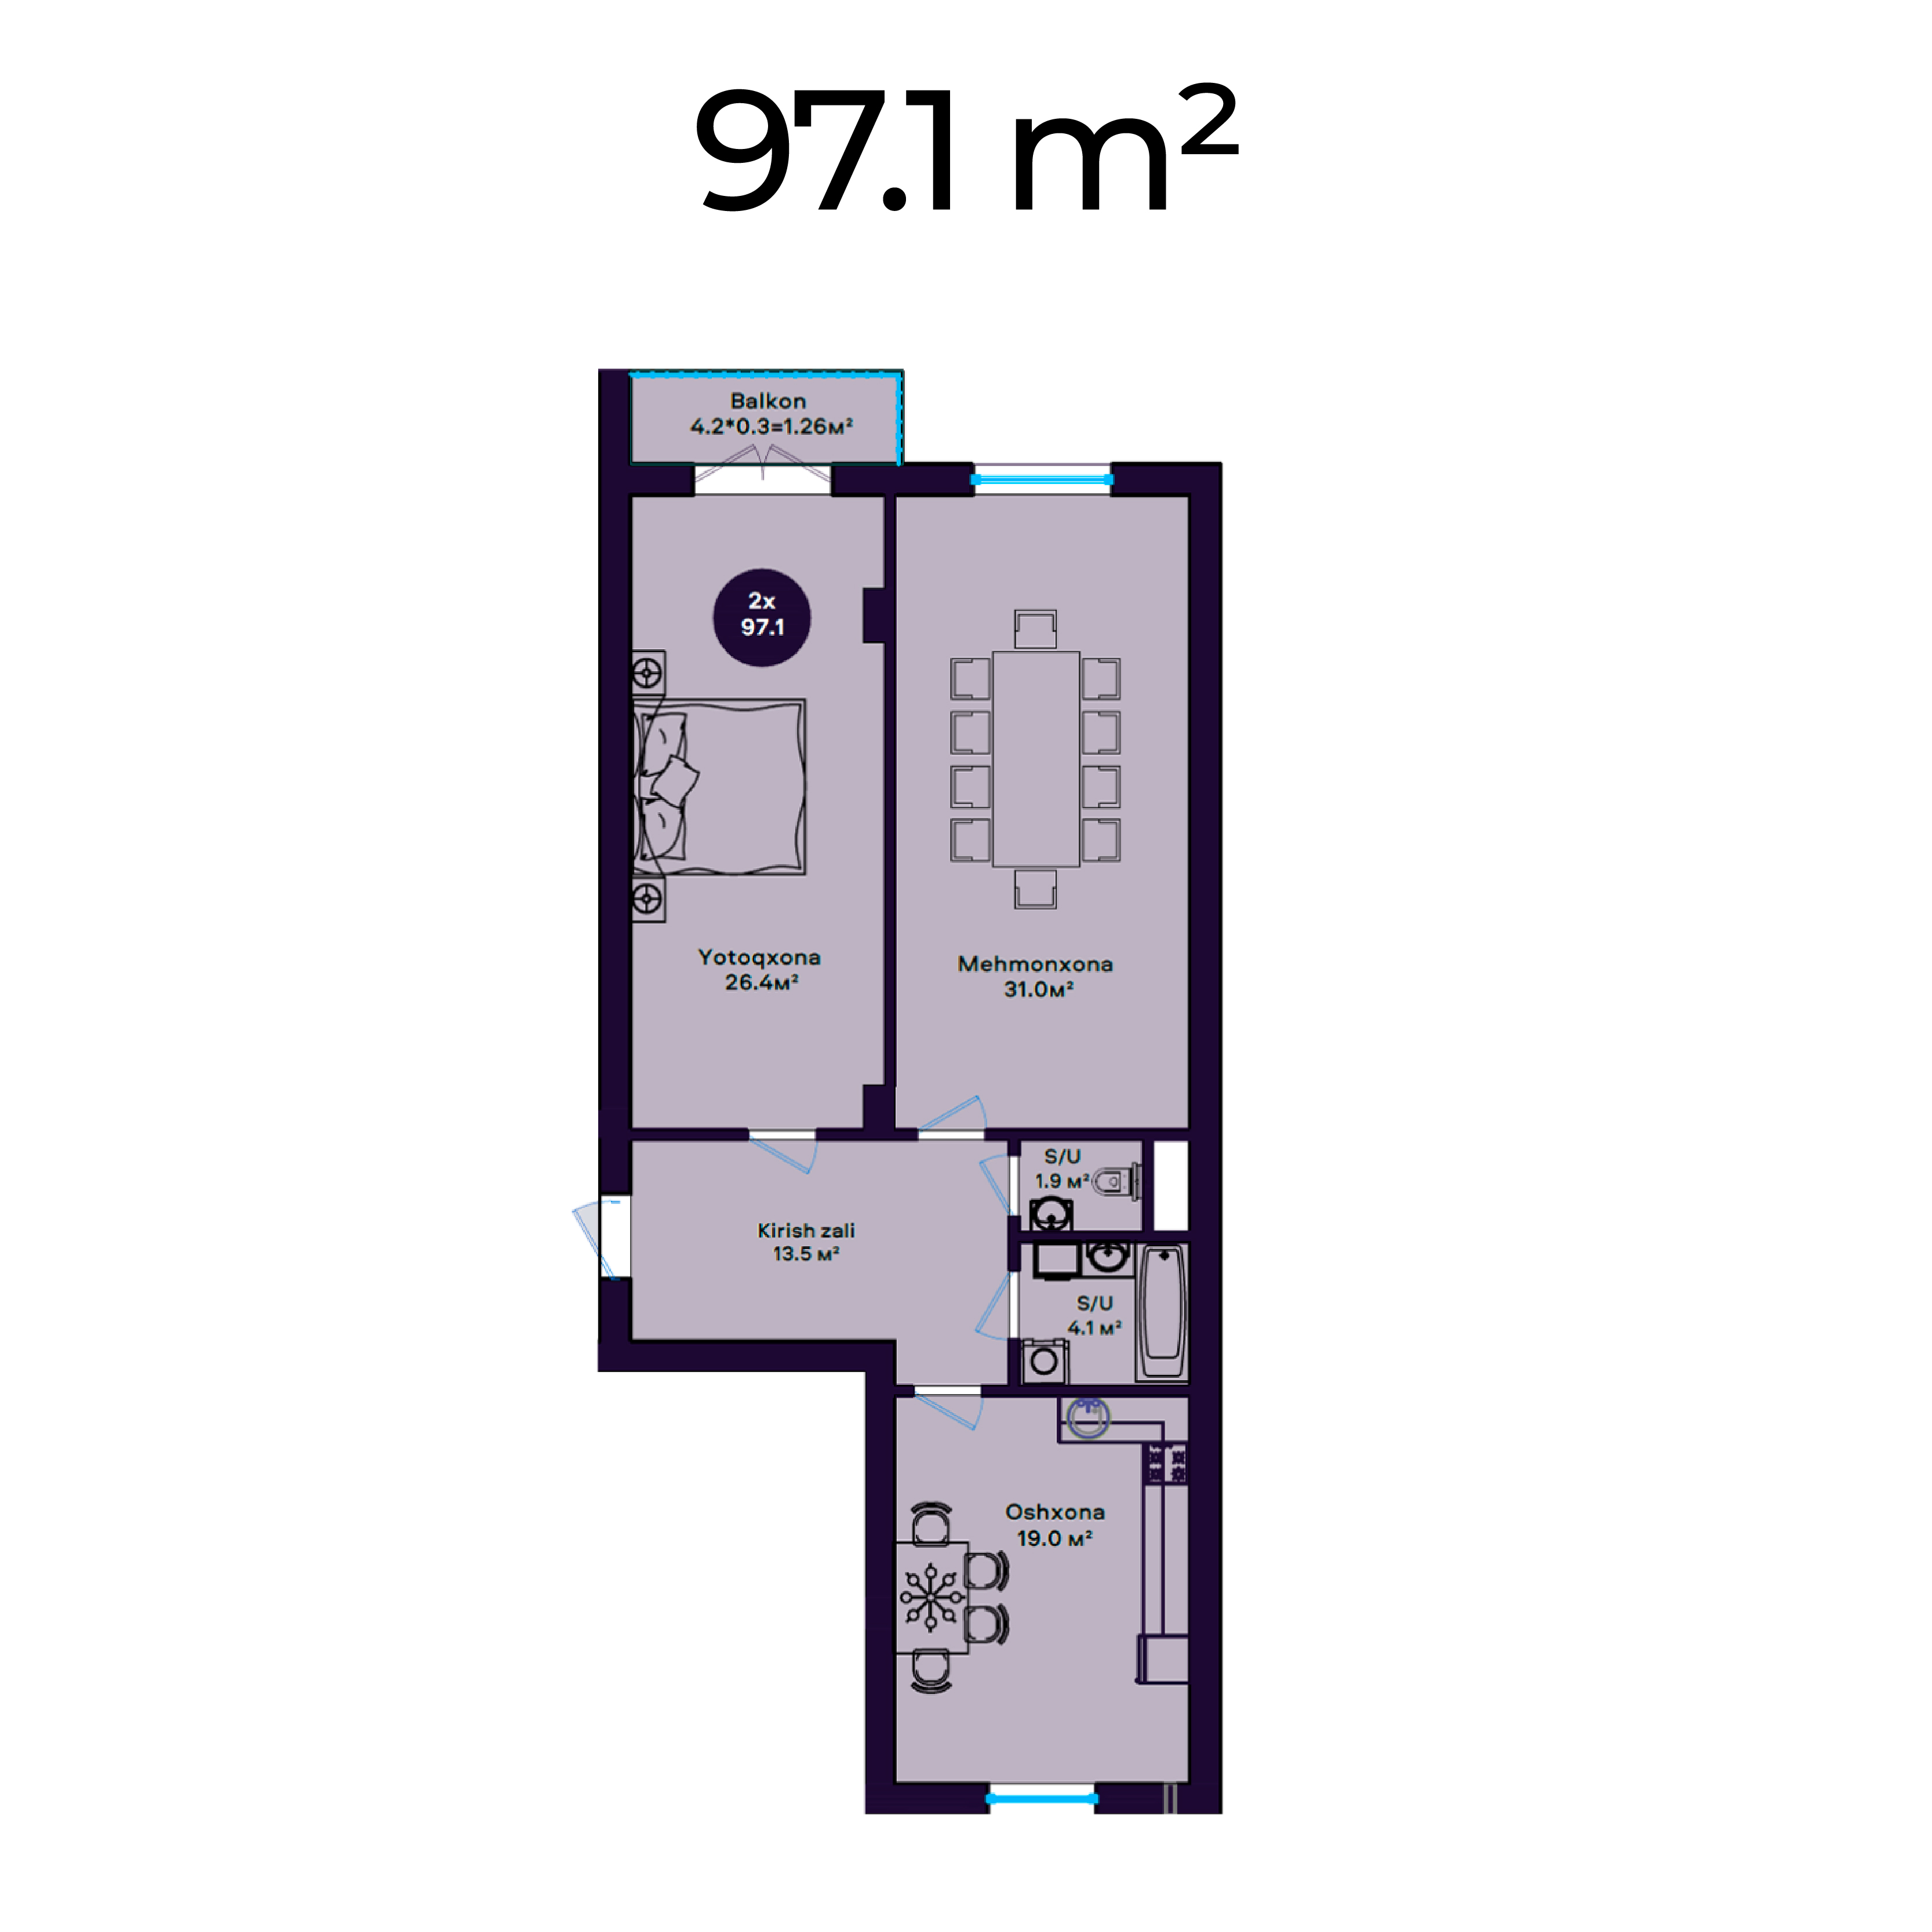 97.1 m²
Balkon
4.2*0.3=1.26м²
2x
97.1
Yotoqxona
26.4м²
Mehmonxona
31.0м²
S/U
1.9 м²
Kirish zali
13.5 м²
S/U
4.1 м²
Oshxona
19.0 м²